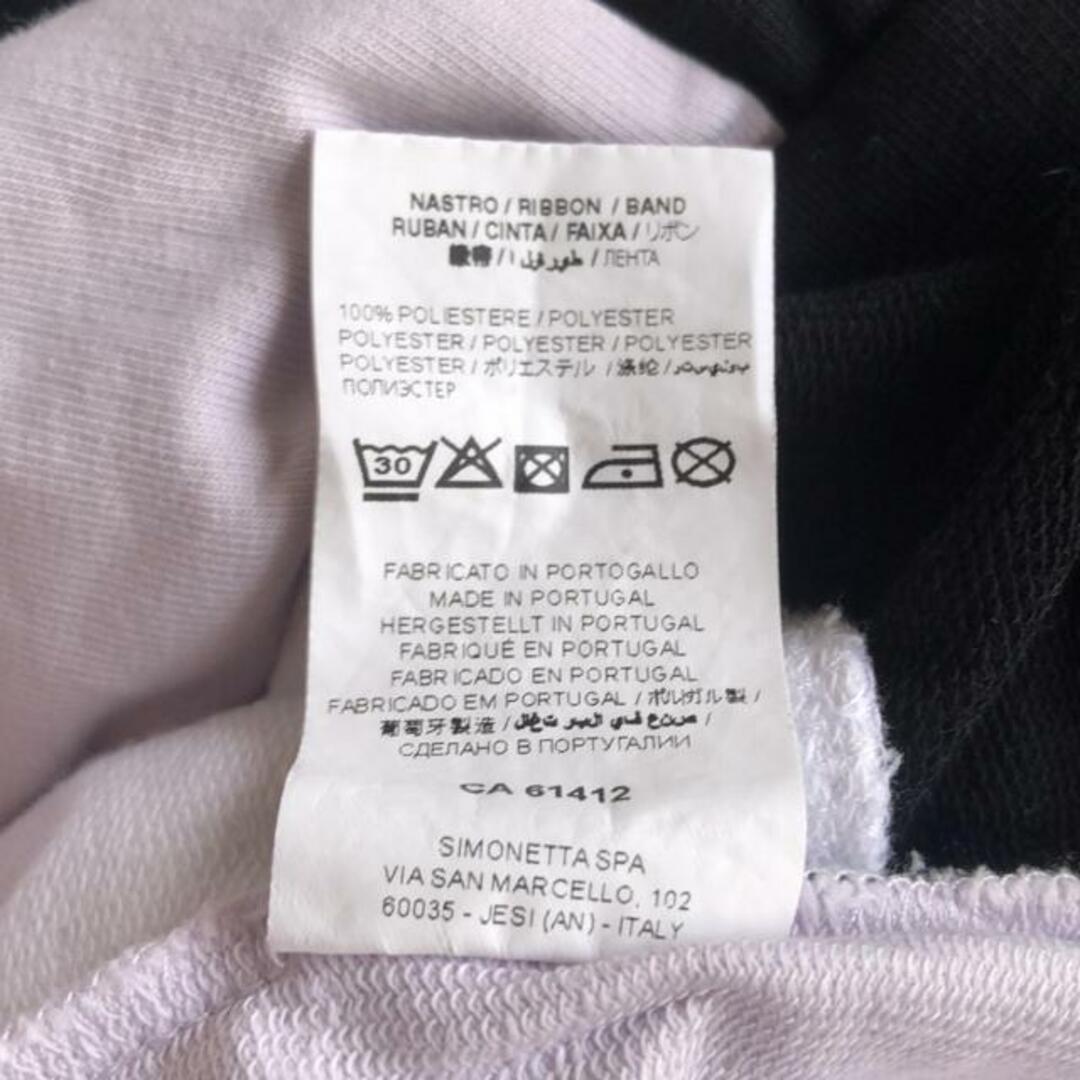 NASTRO / RIBBON / BAND
RUBAN / CINTA / FAIXA / リボン
/ / ЛЕНТА
100% POLIESTERE / POLYESTER
POLYESTER / POLYESTER / POLYESTER
POLYESTER / ポリエステル / 涤纶 /
ПОЛИЭСТЕР
30
FABRICATO IN PORTOGALLO
MADE IN PORTUGAL
HERGESTELLT IN PORTUGAL
FABRIQUÉ EN PORTUGAL
FABRICADO EN PORTUGAL
FABRICADO EM PORTUGAL / ポルガル製 /
葡萄牙製造 / /
СДЕЛАНО В ПОРТУГАЛИИ
CA 61412
SIMONETTA SPA
VIA SAN MARCELLO, 102
60035 - JESI (AN) - ITALY